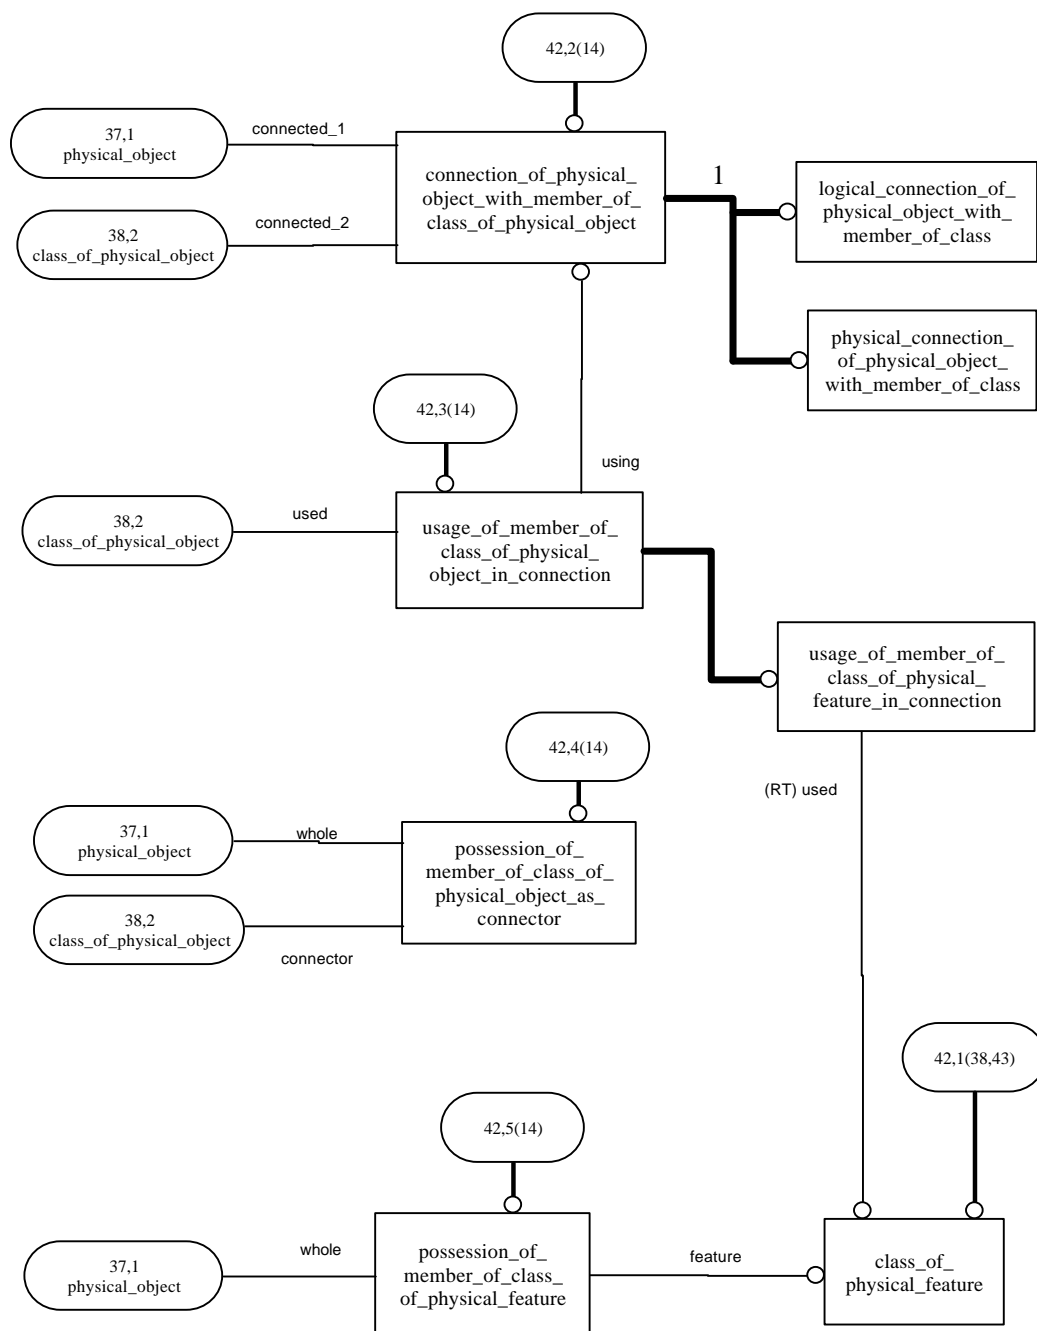 42,2(14)
37,1
physical_object
connected_1
connection_of_physical_
object_with_member_of_
class_of_physical_object
1
logical_connection_of_
physical_object_with_
member_of_class
38,2
class_of_physical_object
connected_2
physical_connection_
of_physical_object_
with_member_of_class
42,3(14)
using
38,2
class_of_physical_object
used
usage_of_member_of_
class_of_physical_
object_in_connection
usage_of_member_of_
class_of_physical_
feature_in_connection
42,4(14)
(RT) used
37,1
physical_object
whole
possession_of_
member_of_class_of_
physical_object_as_
connector
38,2
class_of_physical_object
connector
42,1(38,43)
42,5(14)
37,1
physical_object
whole
possession_of_
member_of_class_
of_physical_feature
feature
class_of_
physical_feature